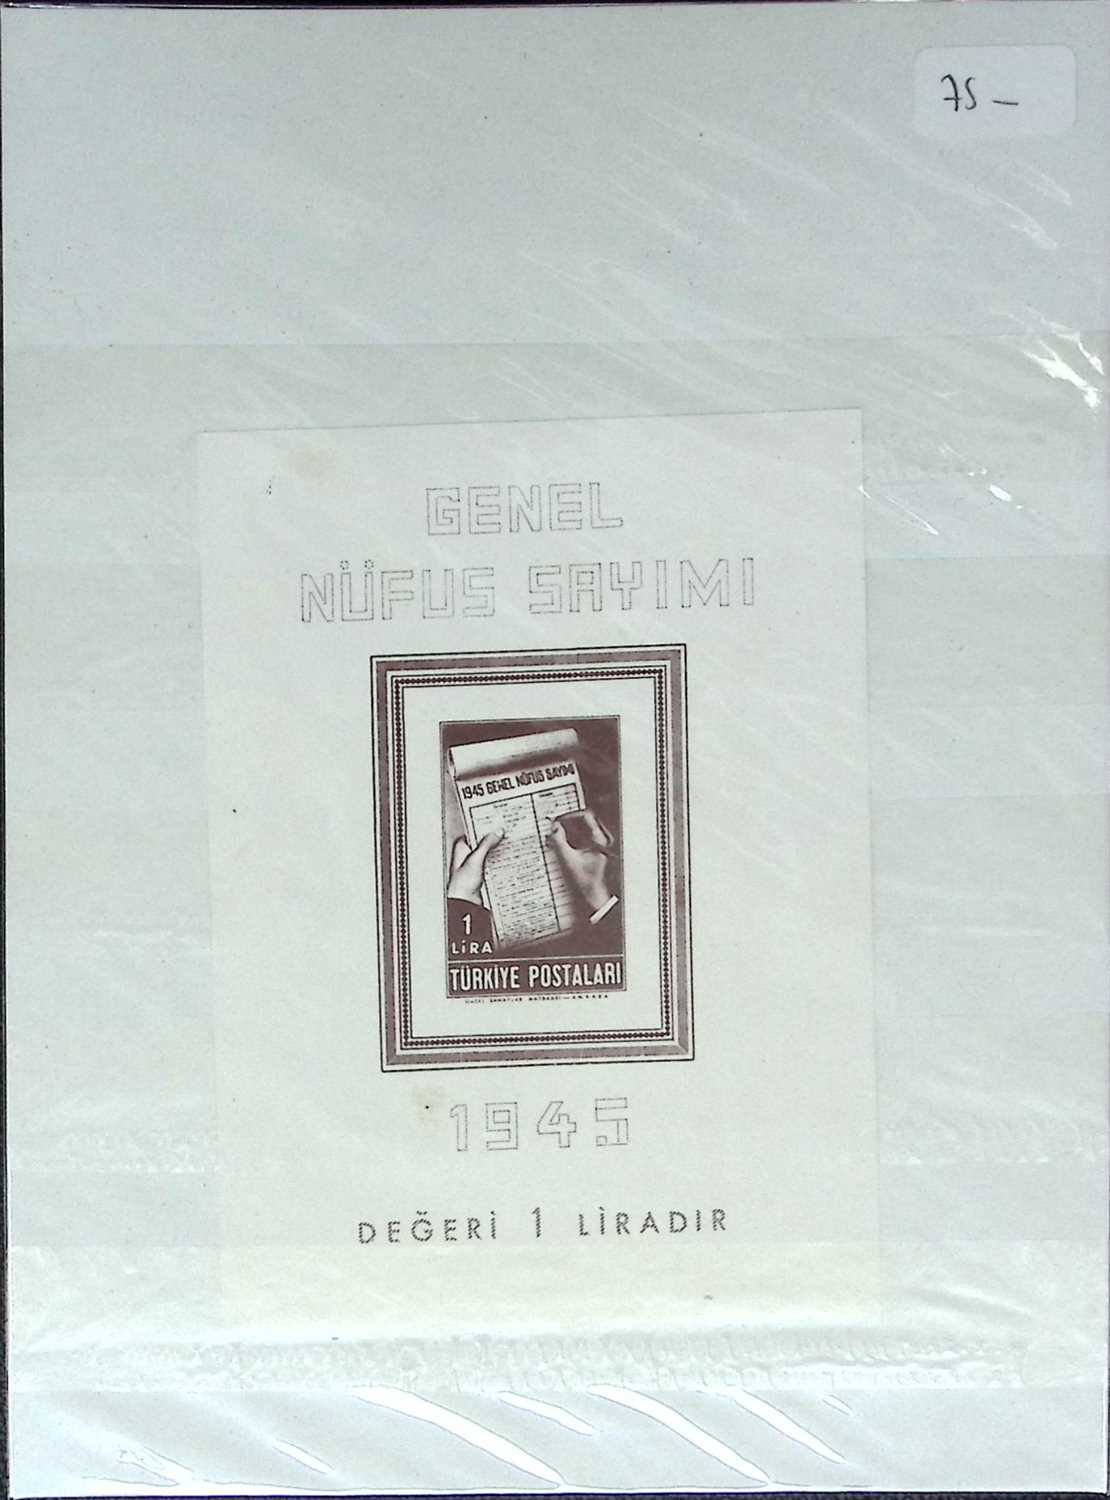 75 –
GENEL
NÜFUS SAYIMI
1945 GENEL NÜFUS SAYIMI
1
LİRA
TÜRKİYE POSTALARI
1945
DEĞERİ 1 LİRADIR